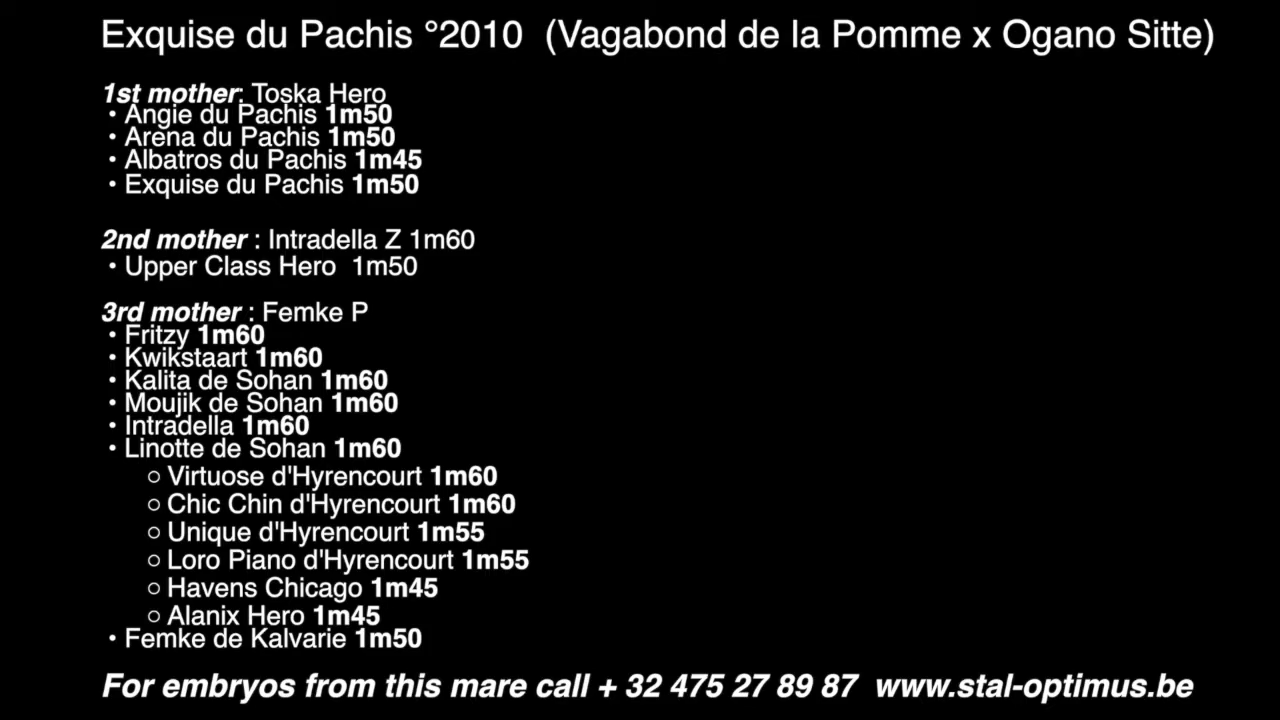 Exquise du Pachis °2010 (Vagabond de la Pomme x Ogano Sitte)
1st mother: Toska Hero
• Angie du Pachis 1m50
• Arena du Pachis 1m50
• Albatros du Pachis 1m45
• Exquise du Pachis 1m50
2nd mother : Intradella Z 1m60
• Upper Class Hero 1m50
3rd mother : Femke P
• Fritzy 1m60
• Kwikstaart 1m60
• Kalita de Sohan 1m60
• Moujik de Sohan 1m60
• Intradella 1m60
• Linotte de Sohan 1m60
○ Virtuose d'Hyrencourt 1m60
○ Chic Chin d'Hyrencourt 1m60
○ Unique d'Hyrencourt 1m55
○ Loro Piano d'Hyrencourt 1m55
○ Havens Chicago 1m45
○ Alanix Hero 1m45
• Femke de Kalvarie 1m50
For embryos from this mare call + 32 475 27 89 87 www.stal-optimus.be